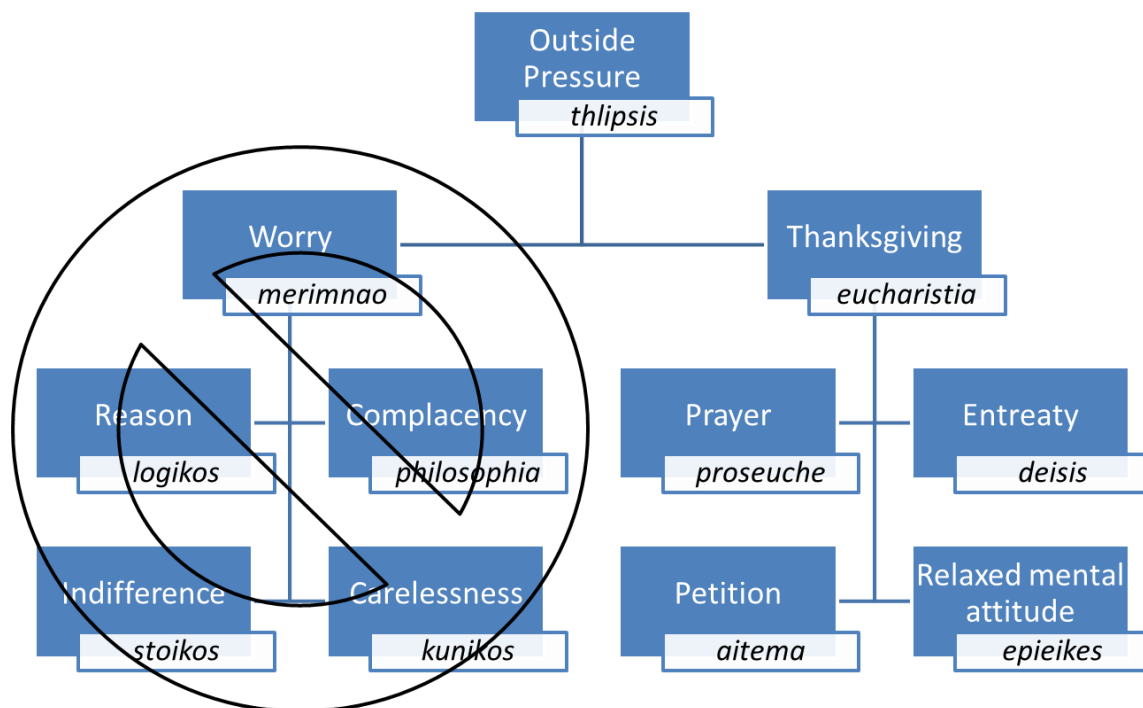 Outside
Pressure
thlipsis
Worry
merimnao
Thanksgiving
eucharistia
Reason
logikos
Complacency
philosophia
Prayer
proseuche
Entreaty
deisis
Indifference
stoikos
Carelessness
kunikos
Petition
aitema
Relaxed mental
attitude
epieikes